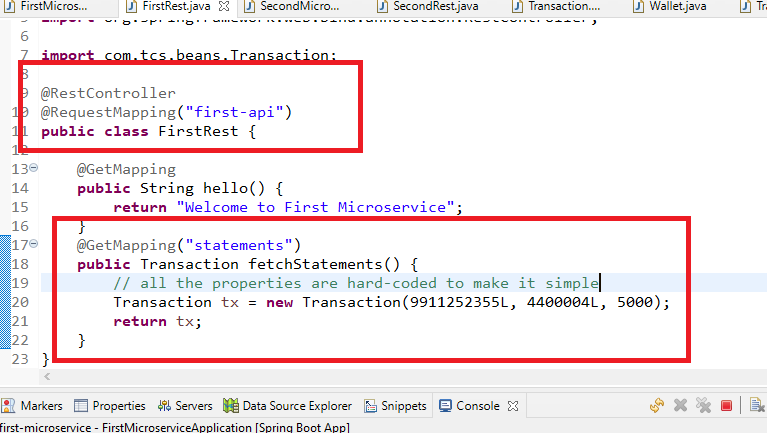 FirstMicros... FirstRest.java SecondMicro... SecondRest.java Transaction.... Wallet.java
5 import org.springframework.web.bind.annotation.RestController;
6
7 import com.tcs.beans.Transaction;
8
9 @RestController
10 @RequestMapping("first-api")
11 public class FirstRest {
12
13 @GetMapping
14 public String hello() {
15 return "Welcome to First Microservice";
16 }
17 @GetMapping("statements")
18 public Transaction fetchStatements() {
19 // all the properties are hard-coded to make it simple
20 Transaction tx = new Transaction(9911252355L, 4400004L, 5000);
21 return tx;
22 }
23 }
Markers Properties Servers Data Source Explorer Snippets Console
first-microservice - FirstMicroserviceApplication [Spring Boot App]